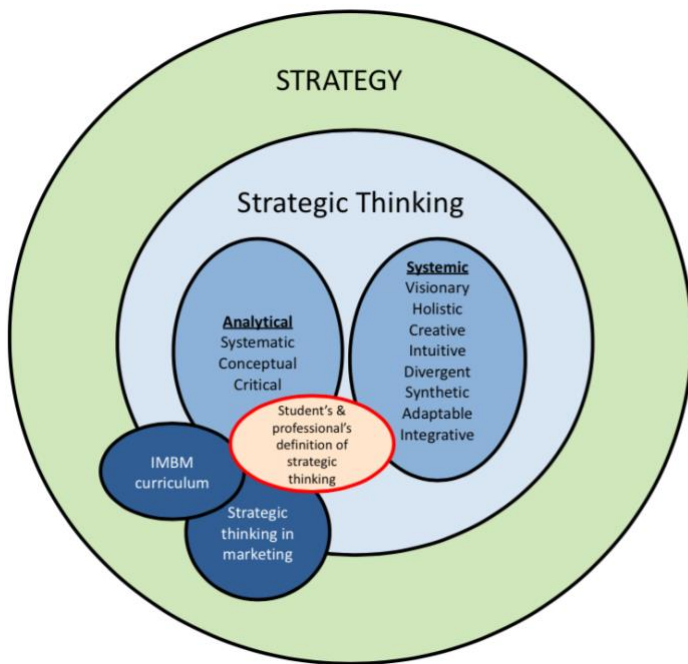 STRATEGY
Strategic Thinking
Analytical
Systematic
Conceptual
Critical
Systemic
Visionary
Holistic
Creative
Intuitive
Divergent
Synthetic
Adaptable
Integrative
Student's &
professional's
definition of
strategic
thinking
IMBM
curriculum
Strategic
thinking in
marketing